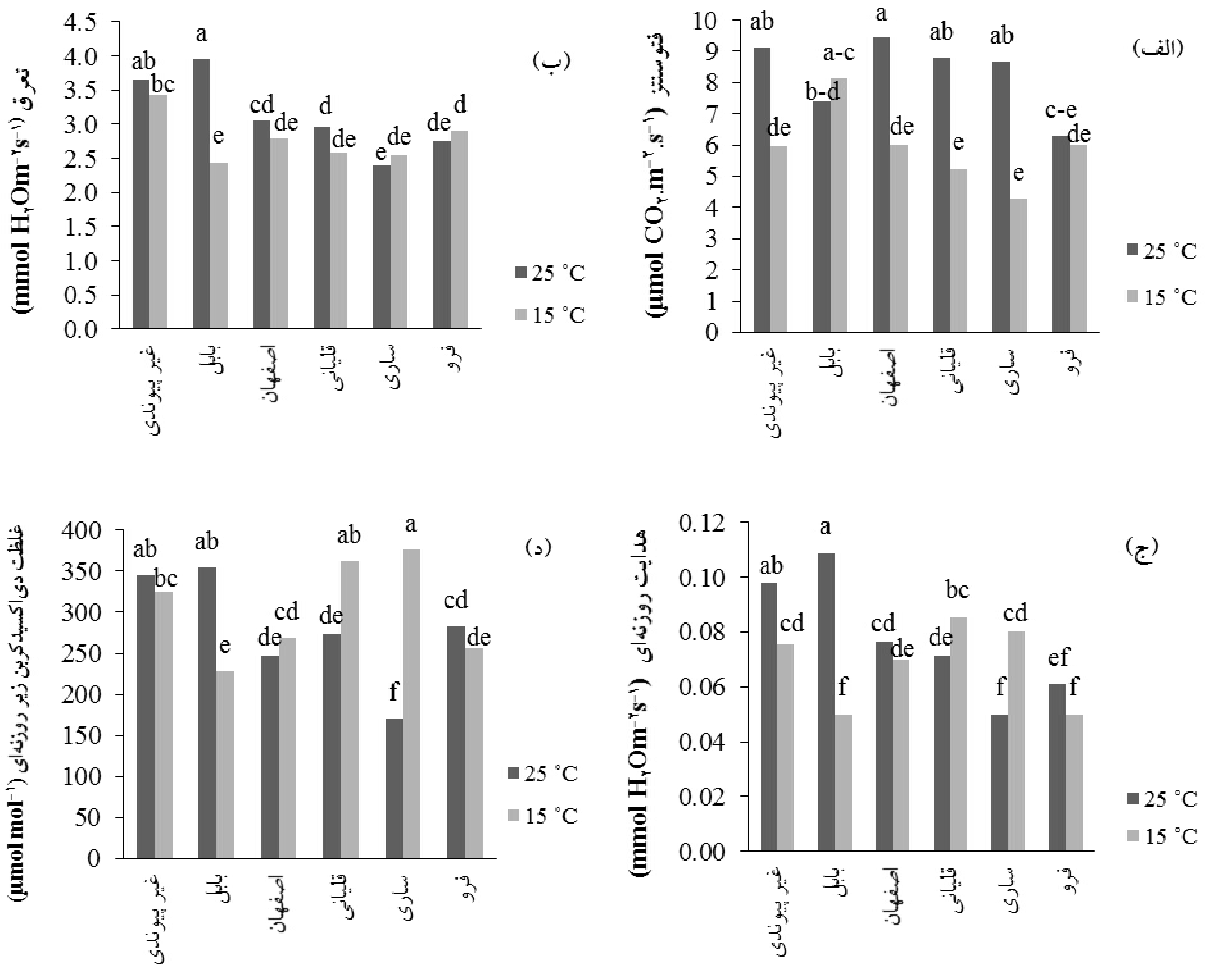 (الف)
فتوسنتز (µmol CO₂.m⁻².s⁻¹)
10
9
8
7
6
5
4
3
2
1
0
ab
de
b-d
a-c
a
de
ab
e
ab
e
c-e
de
25 ˚C
15 ˚C
غیر پیوندی
بابل
اصفهان
قلیانی
ساری
فرو
(ب)
تعرق (mmol H₂Om⁻²s⁻¹)
4.5
4.0
3.5
3.0
2.5
2.0
1.5
1.0
0.5
0.0
ab
bc
a
e
cd
de
d
de
e
de
de
d
25 ˚C
15 ˚C
غیر پیوندی
بابل
اصفهان
قلیانی
ساری
فرو
(ج)
هدایت روزنه‌ای (mmol H₂Om⁻²s⁻¹)
0.12
0.10
0.08
0.06
0.04
0.02
0.00
ab
cd
a
f
cd
de
de
bc
f
cd
ef
f
25 ˚C
15 ˚C
غیر پیوندی
بابل
اصفهان
قلیانی
ساری
فرو
(د)
غلظت دی‌اکسیدکربن زیر روزنه‌ای (µmol mol⁻¹)
400
350
300
250
200
150
100
50
0
ab
bc
ab
e
de
cd
de
ab
f
a
cd
de
25 ˚C
15 ˚C
غیر پیوندی
بابل
اصفهان
قلیانی
ساری
فرو